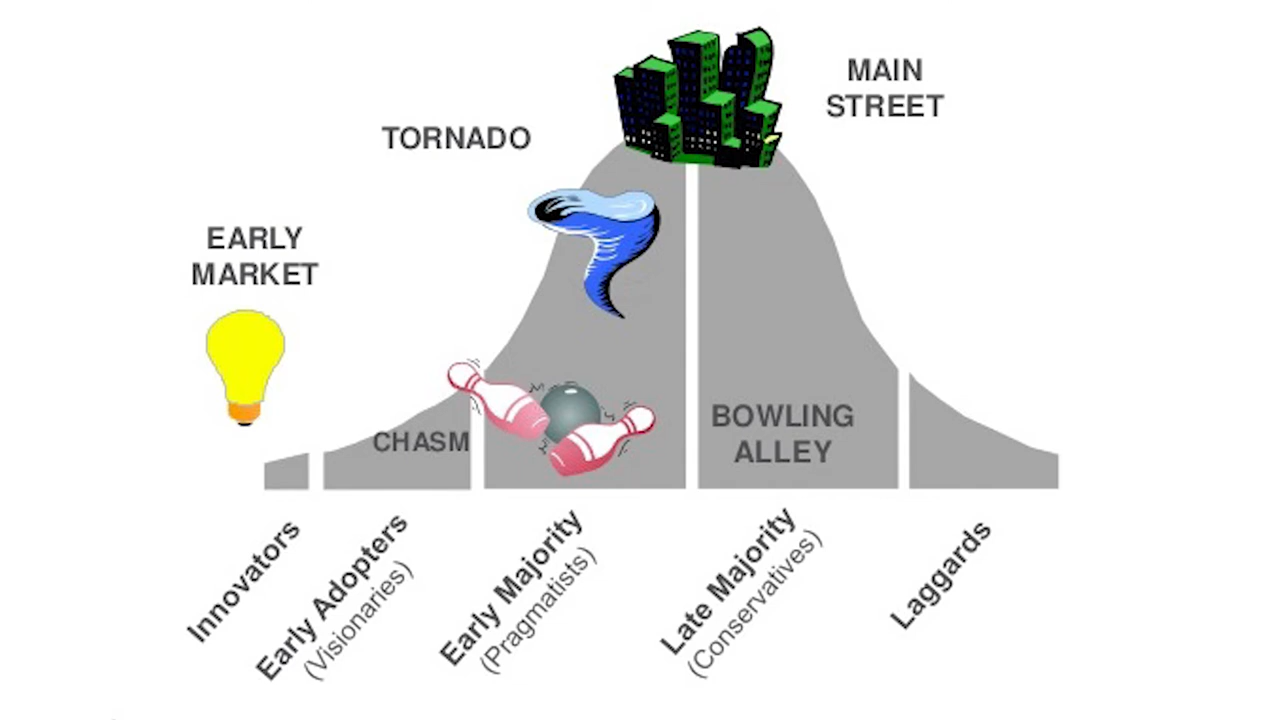 MAIN
STREET
TORNADO
EARLY
MARKET
CHASM
BOWLING
ALLEY
Innovators
Early Adopters
(Visionaries)
Early Majority
(Pragmatists)
Late Majority
(Conservatives)
Laggards